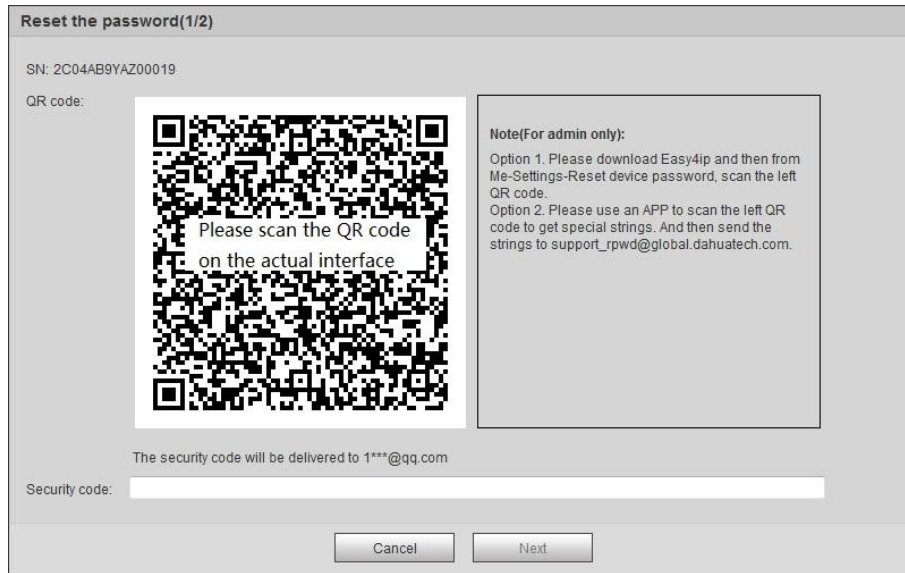 Reset the password(1/2)
SN: 2C04AB9YAZ00019
QR code:
Please scan the QR code
on the actual interface
Note(For admin only):
Option 1. Please download Easy4ip and then from
Me-Settings-Reset device password, scan the left
QR code.
Option 2. Please use an APP to scan the left QR
code to get special strings. And then send the
strings to support_rpwd@global.dahuatech.com.
The security code will be delivered to 1***@qq.com
Security code:
Cancel
Next